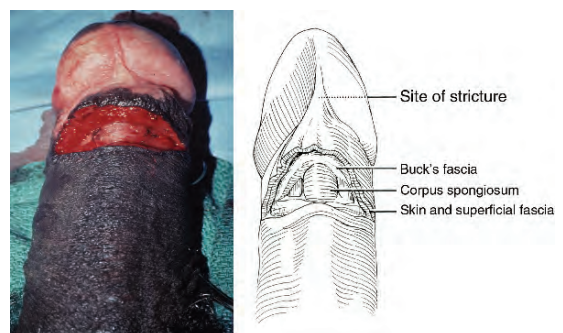 Site of stricture
Buck's fascia
Corpus spongiosum
Skin and superficial fascia